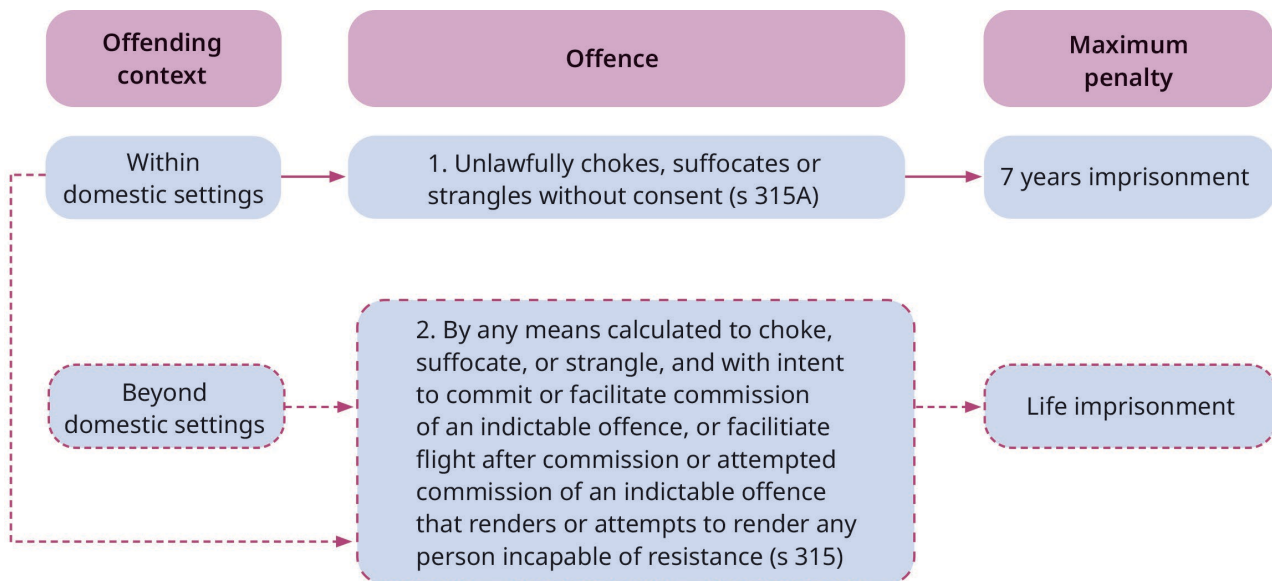 Offending
context
Offence
Maximum
penalty
Within
domestic settings
1. Unlawfully chokes, suffocates or
strangles without consent (s 315A)
7 years imprisonment
Beyond
domestic settings
2. By any means calculated to choke,
suffocate, or strangle, and with intent
to commit or facilitate commission
of an indictable offence, or facilitiate
flight after commission or attempted
commission of an indictable offence
that renders or attempts to render any
person incapable of resistance (s 315)
Life imprisonment